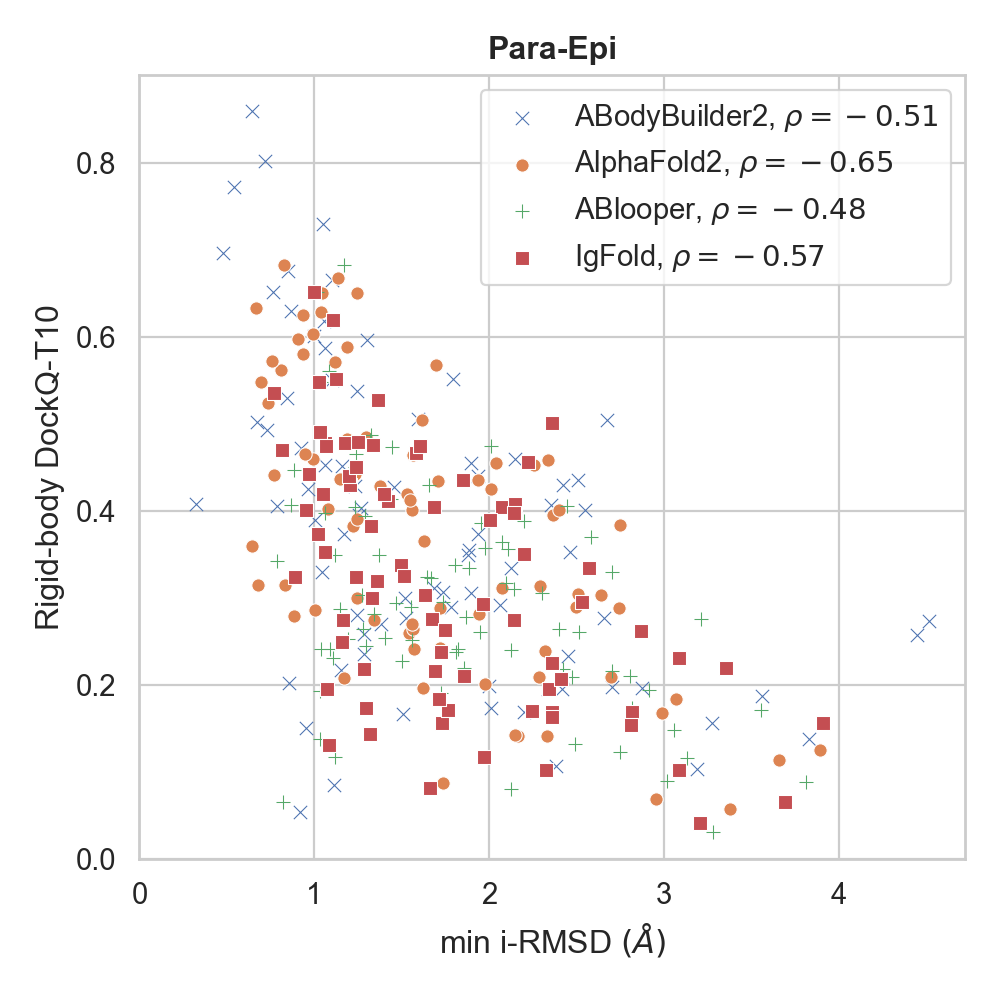 Para-Epi
ABodyBuilder2, ρ = −0.51
AlphaFold2, ρ = −0.65
ABlooper, ρ = −0.48
IgFold, ρ = −0.57
Rigid-body DockQ-T10
0.8
0.6
0.4
0.2
0.0
0 1 2 3 4
min i-RMSD (Å)